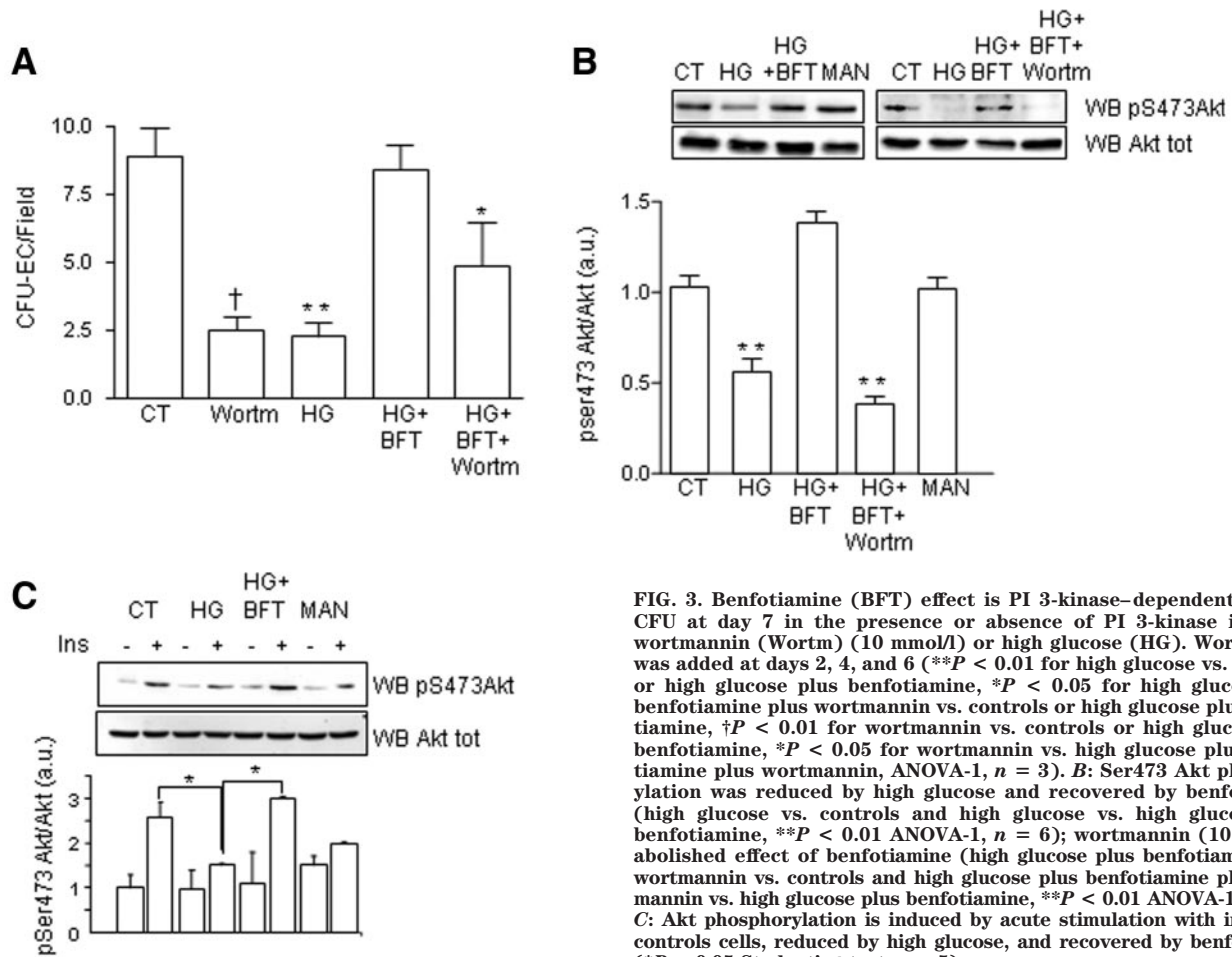 A
CFU-EC/Field
10.0
7.5
5.0
2.5
0.0
†
* *
*
CT Wortm HG HG+ BFT HG+ BFT+ Wortm
B
CT HG HG +BFT MAN
CT HG HG+ BFT HG+ BFT+ Wortm
WB pS473Akt
WB Akt tot
pser473 Akt/Akt (a.u.)
1.5
1.0
0.5
0.0
* *
* *
CT HG HG+ BFT HG+ BFT+ Wortm MAN
C
CT HG HG+ BFT MAN
Ins - + - + - + - +
WB pS473Akt
WB Akt tot
pSer473 Akt/Akt (a.u.)
3
2
1
0
*
*
FIG. 3. Benfotiamine (BFT) effect is PI 3-kinase–dependent
CFU at day 7 in the presence or absence of PI 3-kinase i
wortmannin (Wortm) (10 mmol/l) or high glucose (HG). Wor
was added at days 2, 4, and 6 (**P < 0.01 for high glucose vs.
or high glucose plus benfotiamine, *P < 0.05 for high gluc
benfotiamine plus wortmannin vs. controls or high glucose plu
tiamine, †P < 0.01 for wortmannin vs. controls or high gluc
benfotiamine, *P < 0.05 for wortmannin vs. high glucose plus
tiamine plus wortmannin, ANOVA-1, n = 3). B: Ser473 Akt ph
ylation was reduced by high glucose and recovered by benfo
(high glucose vs. controls and high glucose vs. high gluco
benfotiamine, **P < 0.01 ANOVA-1, n = 6); wortmannin (10
abolished effect of benfotiamine (high glucose plus benfotiam
wortmannin vs. controls and high glucose plus benfotiamine pl
mannin vs. high glucose plus benfotiamine, **P < 0.01 ANOVA-1
C: Akt phosphorylation is induced by acute stimulation with in
controls cells, reduced by high glucose, and recovered by benf